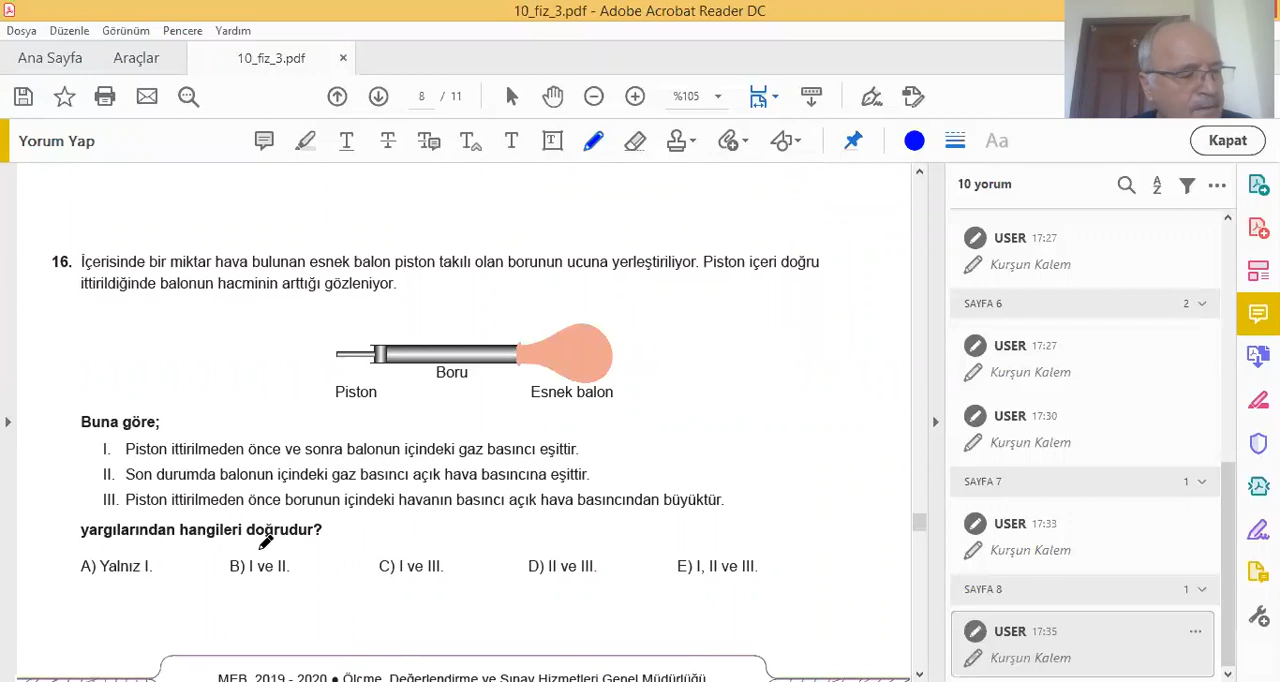 10_fiz_3.pdf - Adobe Acrobat Reader DC
Dosya Düzenle Görünüm Pencere Yardım
Ana Sayfa Araçlar 10_fiz_3.pdf ×
8 / 11 %105
Yorum Yap Aa Kapat
10 yorum
16. İçerisinde bir miktar hava bulunan esnek balon piston takılı olan borunun ucuna yerleştiriliyor. Piston içeri doğru
ittirildiğinde balonun hacminin arttığı gözleniyor.
Boru
Piston Esnek balon
Buna göre;
I. Piston ittirilmeden önce ve sonra balonun içindeki gaz basıncı eşittir.
II. Son durumda balonun içindeki gaz basıncı açık hava basıncına eşittir.
III. Piston ittirilmeden önce borunun içindeki havanın basıncı açık hava basıncından büyüktür.
yargılarından hangileri doğrudur?
A) Yalnız I. B) I ve II. C) I ve III. D) II ve III. E) I, II ve III.
MEB 2019 - 2020 ● Ölçme, Değerlendirme ve Sınav Hizmetleri Genel Müdürlüğü
USER 17:27
Kurşun Kalem
SAYFA 6 2
USER 17:27
Kurşun Kalem
USER 17:30
Kurşun Kalem
SAYFA 7 1
USER 17:33
Kurşun Kalem
SAYFA 8 1
USER 17:35
Kurşun Kalem